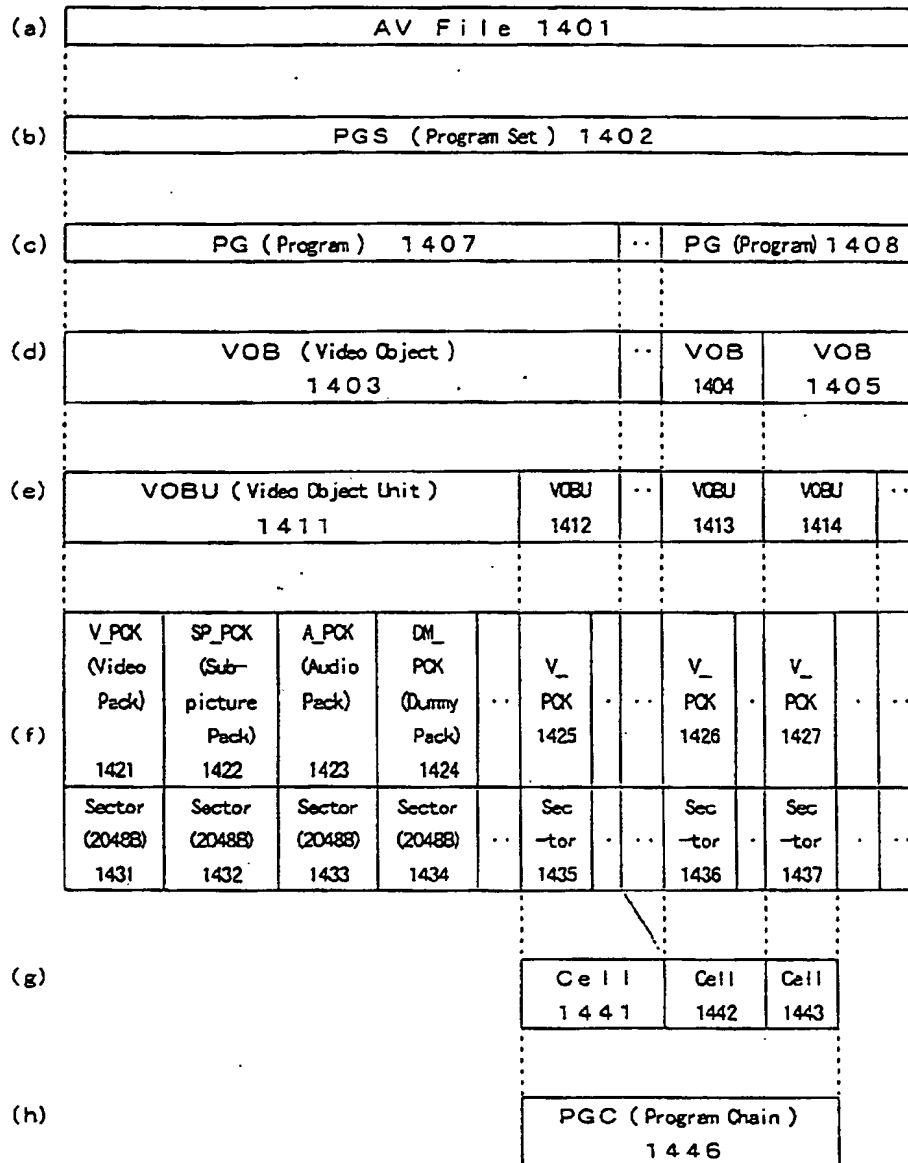 (a) AV File 1401
(b) PGS (Program Set) 1402
(c) PG (Program) 1407 ·· PG (Program) 1408
(d) VOB (Video Object) 1403 ·· VOB 1404 VOB 1405
(e) VOBU (Video Object Unit) 1411 VOBU 1412 ·· VOBU 1413 VOBU 1414 ··
(f)
V_PCK (Video Pack) 1421
SP_PCK (Sub-picture Pack) 1422
A_PCK (Audio Pack) 1423
DM_PCK (Dummy Pack) 1424
··
V_PCK 1425
· ··
V_PCK 1426
·
V_PCK 1427
· ··
Sector (2048B) 1431
Sector (2048B) 1432
Sector (2048B) 1433
Sector (2048B) 1434
··
Sec-tor 1435
· ··
Sec-tor 1436
·
Sec-tor 1437
· ··
(g) Cell 1441 Cell 1442 Cell 1443
(h) PGC (Program Chain) 1446